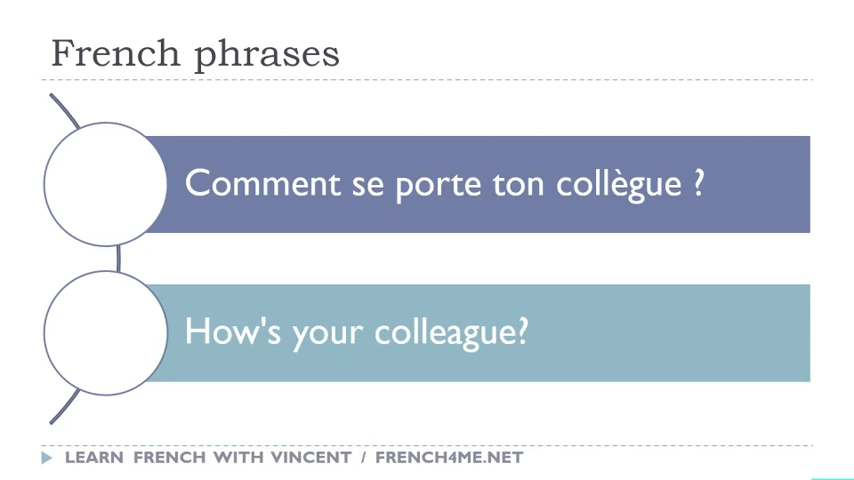 French phrases
Comment se porte ton collègue ?
How's your colleague?
LEARN FRENCH WITH VINCENT / FRENCH4ME.NET